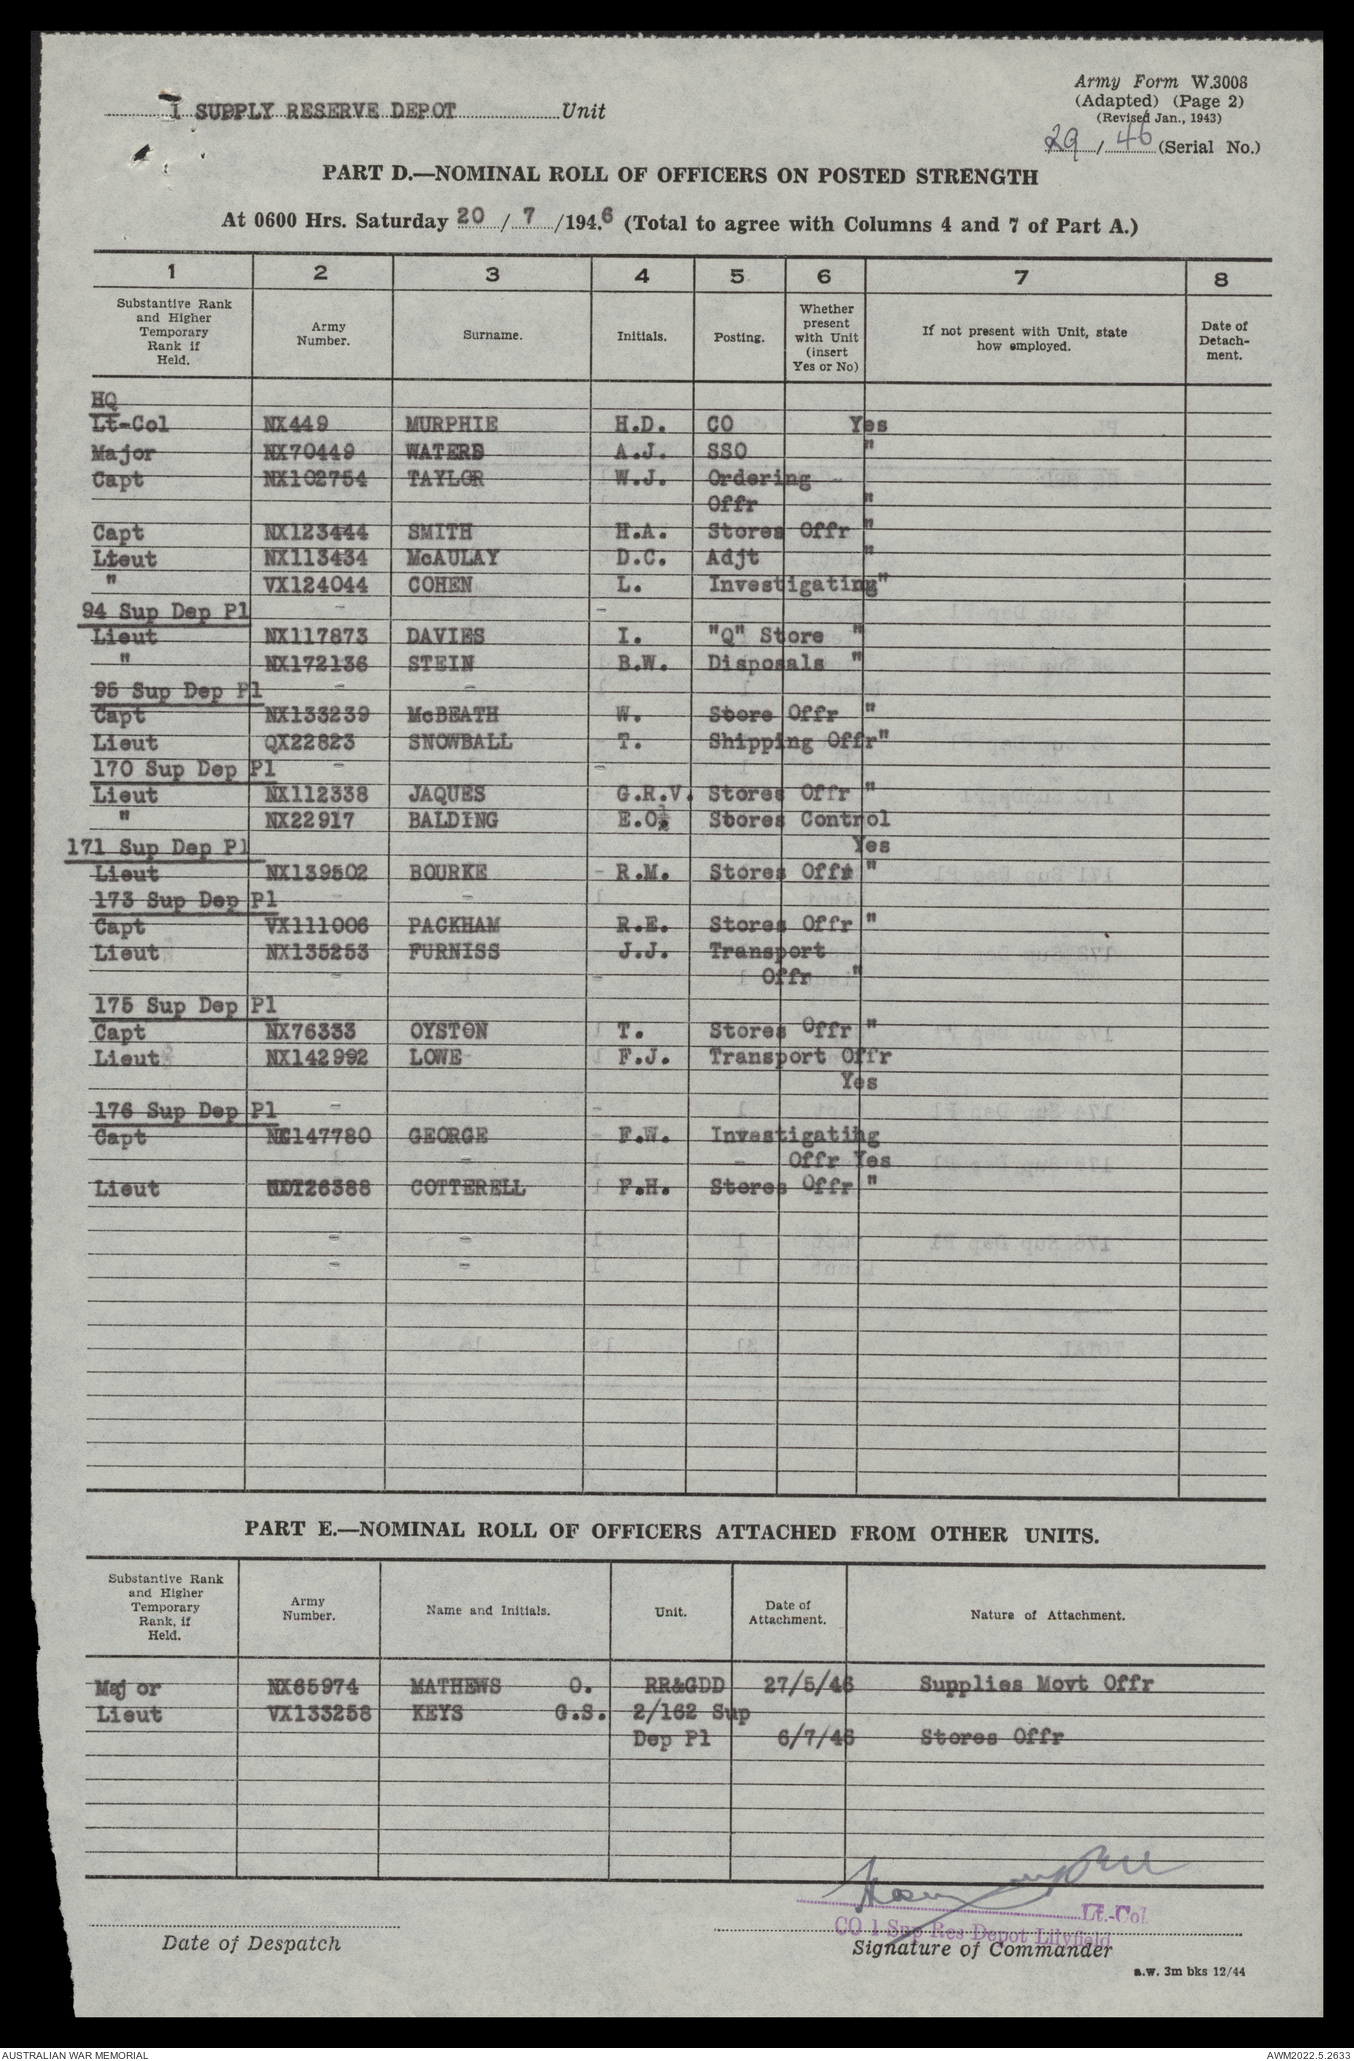 Army Form W.3008
(Adapted) (Page 2)
(Revised Jan., 1943)
1 SUPPLY RESERVE DEPOT Unit
29 / 46 (Serial No.)
PART D.—NOMINAL ROLL OF OFFICERS ON POSTED STRENGTH
At 0600 Hrs. Saturday 20 / 7 /1946 (Total to agree with Columns 4 and 7 of Part A.)
1 2 3 4 5 6 7 8
Substantive Rank and Higher Temporary Rank if Held. Army Number. Surname. Initials. Posting. Whether present with Unit (insert Yes or No) If not present with Unit, state how employed. Date of Detachment.
HQ
Lt-Col NX449 MURPHIE H.D. CO Yes
Major NX70449 WATERS A.J. SSO "
Capt NX102754 TAYLOR W.J. Ordering
Offr "
Capt NX123444 SMITH H.A. Stores Offr "
Lieut NX113434 McAULAY D.C. Adjt "
" VX124044 COHEN L. Investigating "
94 Sup Dep Pl
Lieut NX117873 DAVIES I. "Q" Store "
" NX172136 STEIN B.W. Disposals "
95 Sup Dep Pl
Capt NX133239 McBEATH W. Store Offr "
Lieut QX22823 SNOWBALL T. Shipping Offr "
170 Sup Dep Pl
Lieut NX112338 JAQUES G.R.V. Stores Offr "
" NX22917 BALDING E.O. Stores Control
Yes
171 Sup Dep Pl
Lieut NX139502 BOURKE R.M. Stores Offr "
173 Sup Dep Pl
Capt VX111006 PACKHAM R.E. Stores Offr "
Lieut NX135253 FURNISS J.J. Transport
Offr "
175 Sup Dep Pl
Capt NX76333 OYSTON T. Stores Offr "
Lieut NX142992 LOWE F.J. Transport Offr
Yes
176 Sup Dep Pl
Capt NX147780 GEORGE F.W. Investigating
Offr Yes
Lieut COTTERELL F.H. Stores Offr "
PART E.—NOMINAL ROLL OF OFFICERS ATTACHED FROM OTHER UNITS.
Substantive Rank and Higher Temporary Rank, if Held. Army Number. Name and Initials. Unit. Date of Attachment. Nature of Attachment.
Major NX65974 MATHEWS O. RR&GDD 27/5/46 Supplies Movt Offr
Lieut VX133258 KEYS G.S. 2/162 Sup
Dep Pl 6/7/46 Stores Offr
Lt.-Col
CO 1 Sup Res Depot Lilyfield
Date of Despatch
Signature of Commander
a.w. 3m bks 12/44
AUSTRALIAN WAR MEMORIAL
AWM2022.5.2633